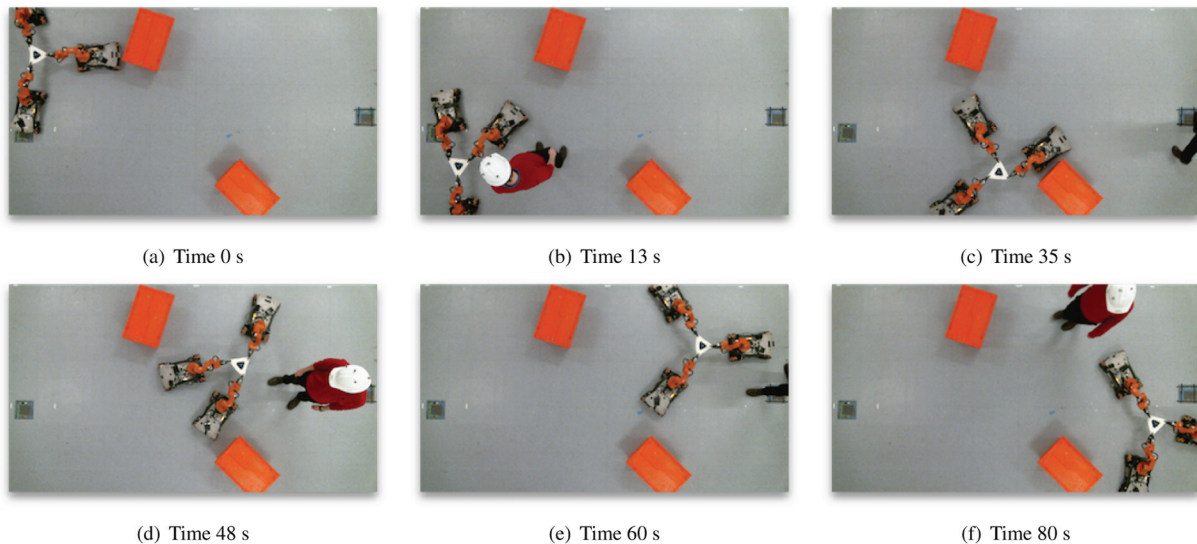 (a) Time 0 s
(b) Time 13 s
(c) Time 35 s
(d) Time 48 s
(e) Time 60 s
(f) Time 80 s